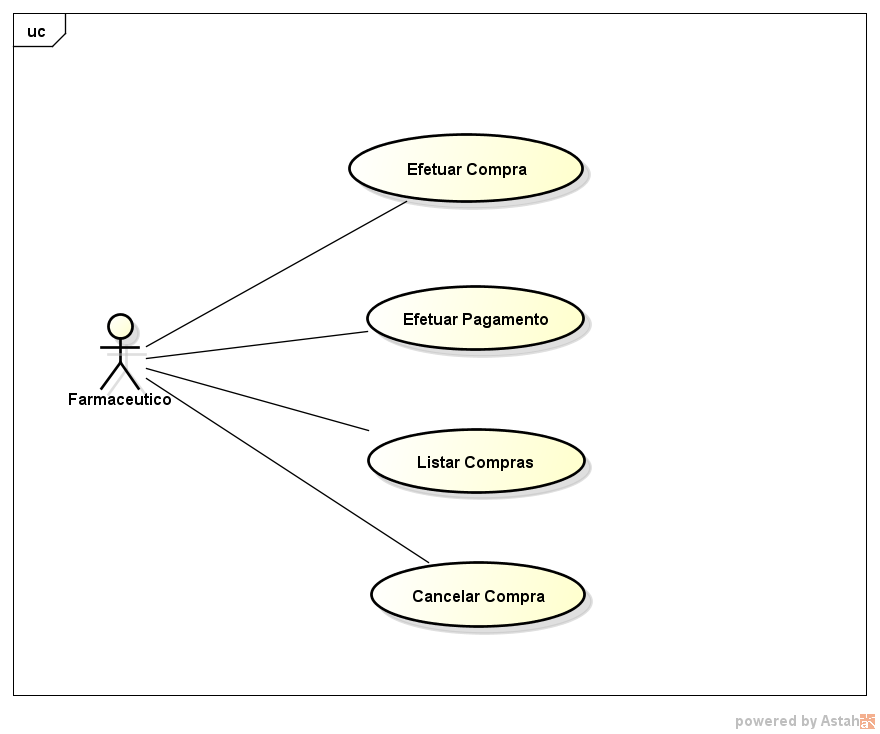 uc
Efetuar Compra
Efetuar Pagamento
Farmaceutico
Listar Compras
Cancelar Compra
powered by Astah